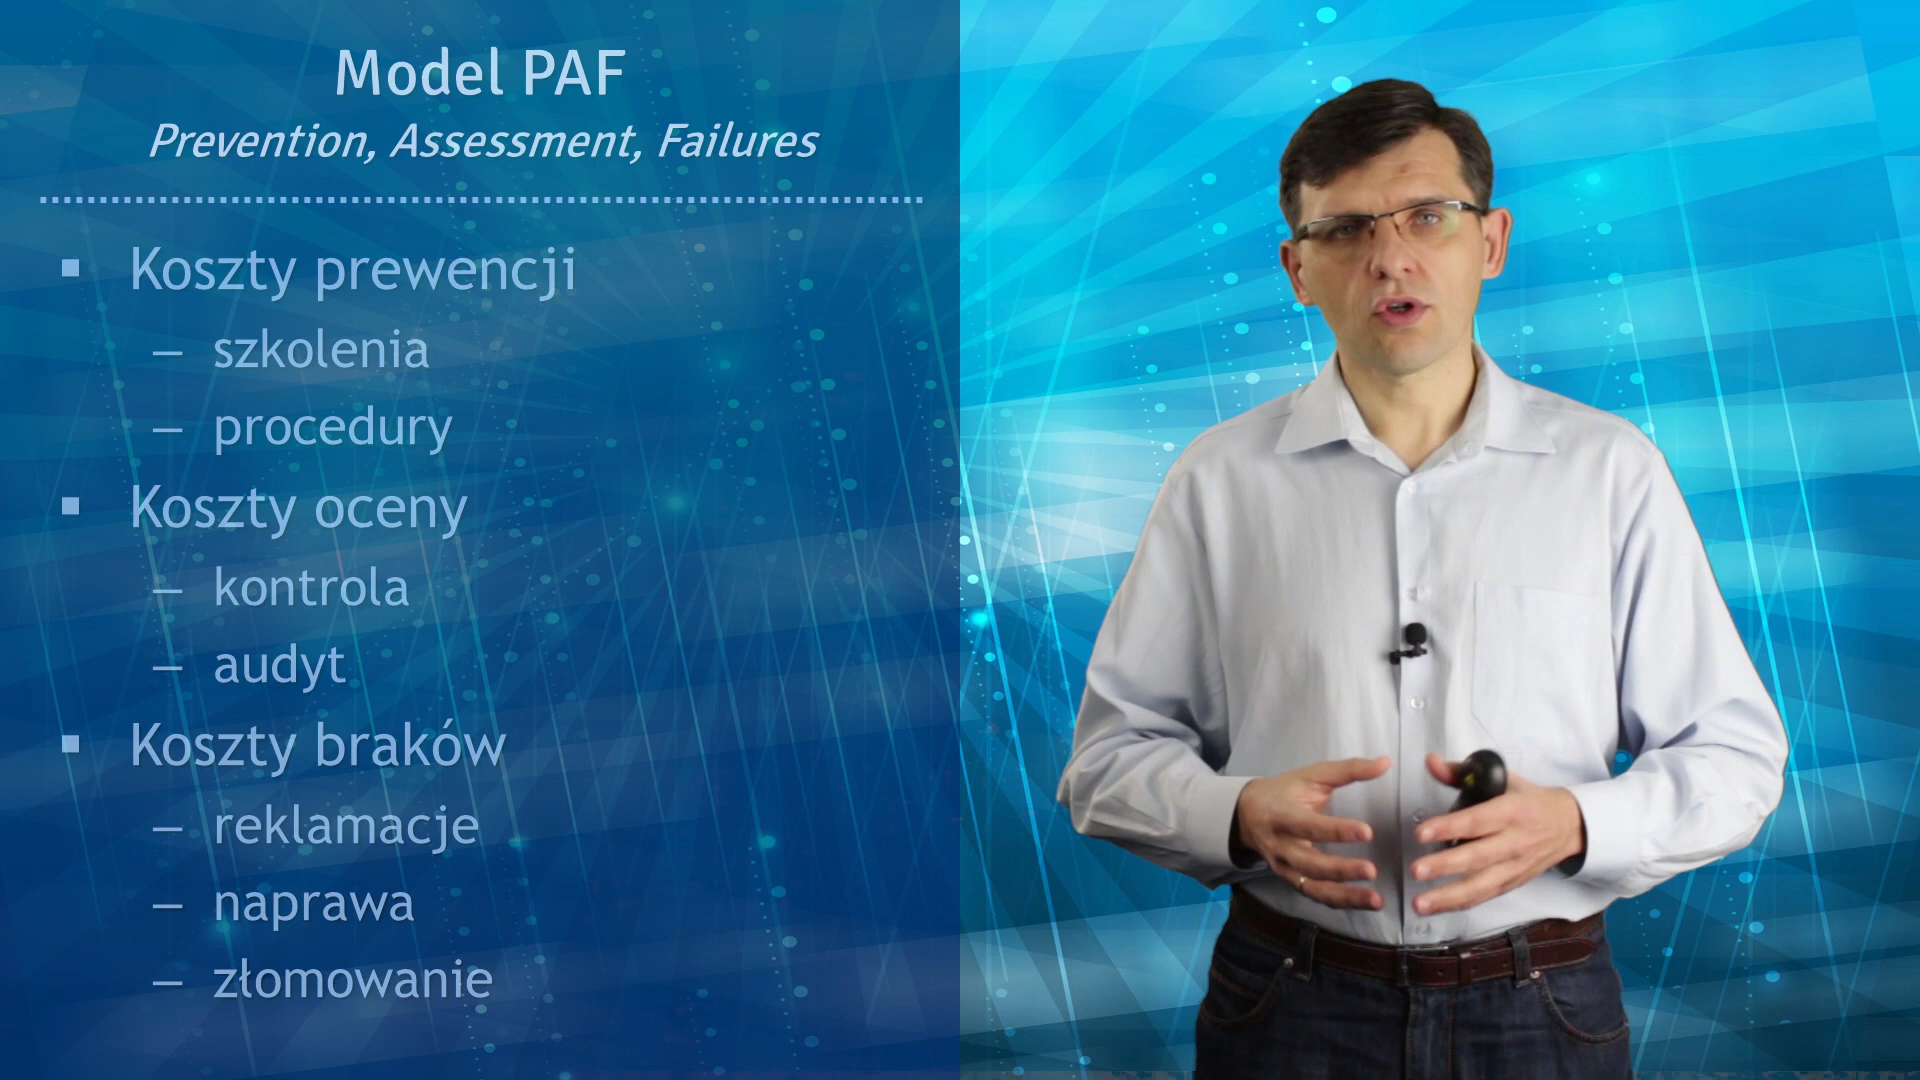 Model PAF
Prevention, Assessment, Failures
▪ Koszty prewencji
– szkolenia
– procedury
▪ Koszty oceny
– kontrola
– audyt
▪ Koszty braków
– reklamacje
– naprawa
– złomowanie